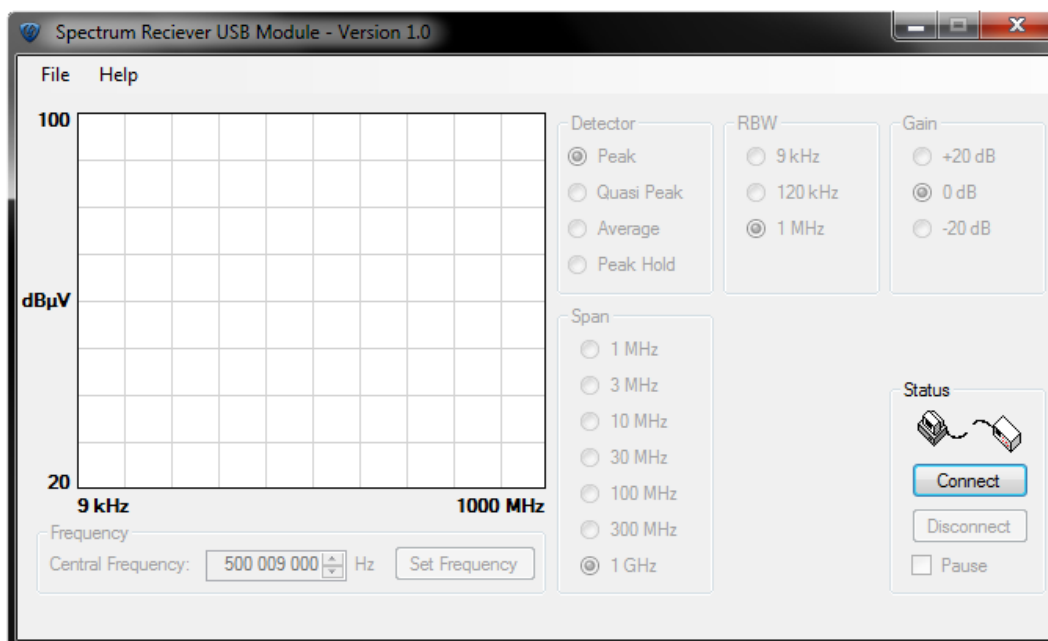 Spectrum Reciever USB Module - Version 1.0
File Help
100
dBµV
20
9 kHz 1000 MHz
Frequency
Central Frequency: 500 009 000 Hz Set Frequency
Detector
Peak
Quasi Peak
Average
Peak Hold
RBW
9 kHz
120 kHz
1 MHz
Gain
+20 dB
0 dB
-20 dB
Span
1 MHz
3 MHz
10 MHz
30 MHz
100 MHz
300 MHz
1 GHz
Status
Connect
Disconnect
Pause